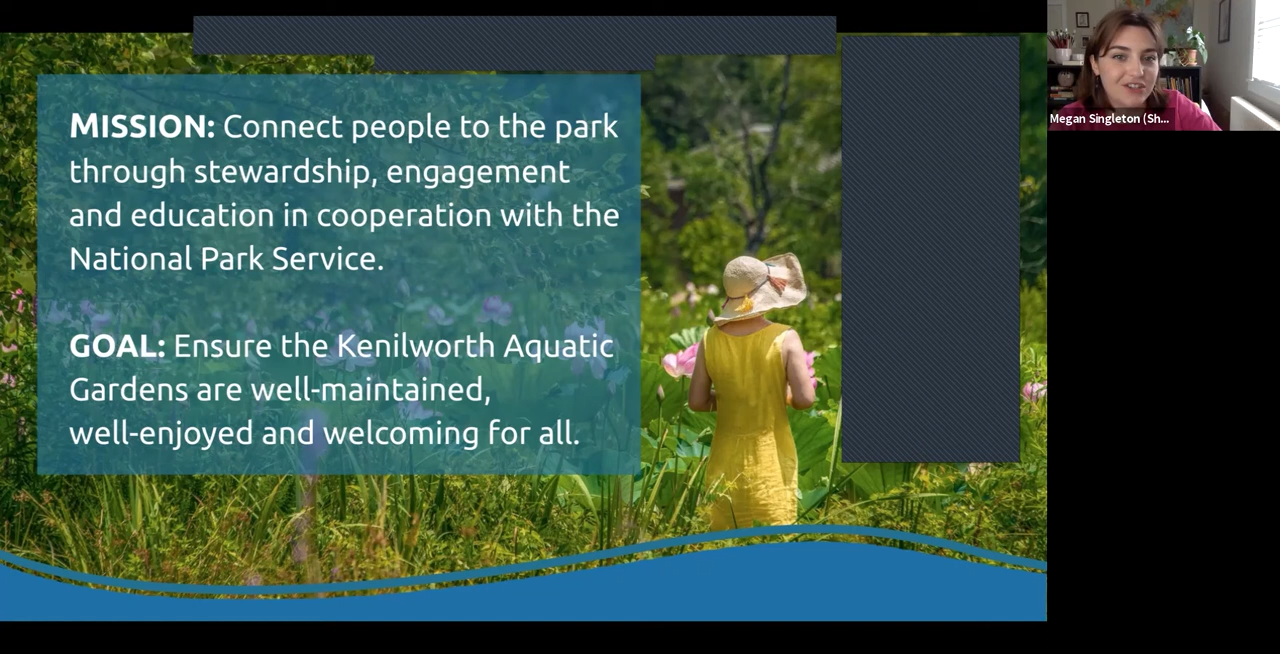 MISSION: Connect people to the park
through stewardship, engagement
and education in cooperation with the
National Park Service.
GOAL: Ensure the Kenilworth Aquatic
Gardens are well-maintained,
well-enjoyed and welcoming for all.
Megan Singleton (Sh...